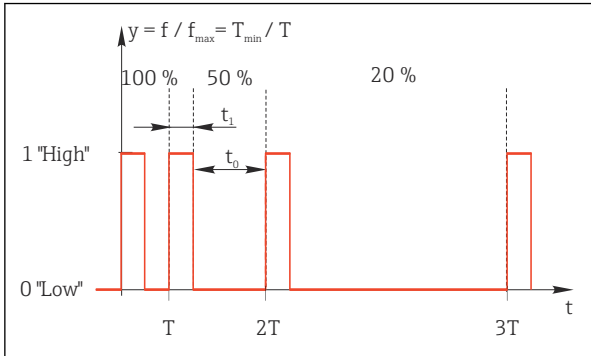 y = f / fmax = Tmin / T
100 % 50 % 20 %
t1
1 "High"
t0
0 "Low"
t
T 2T 3T